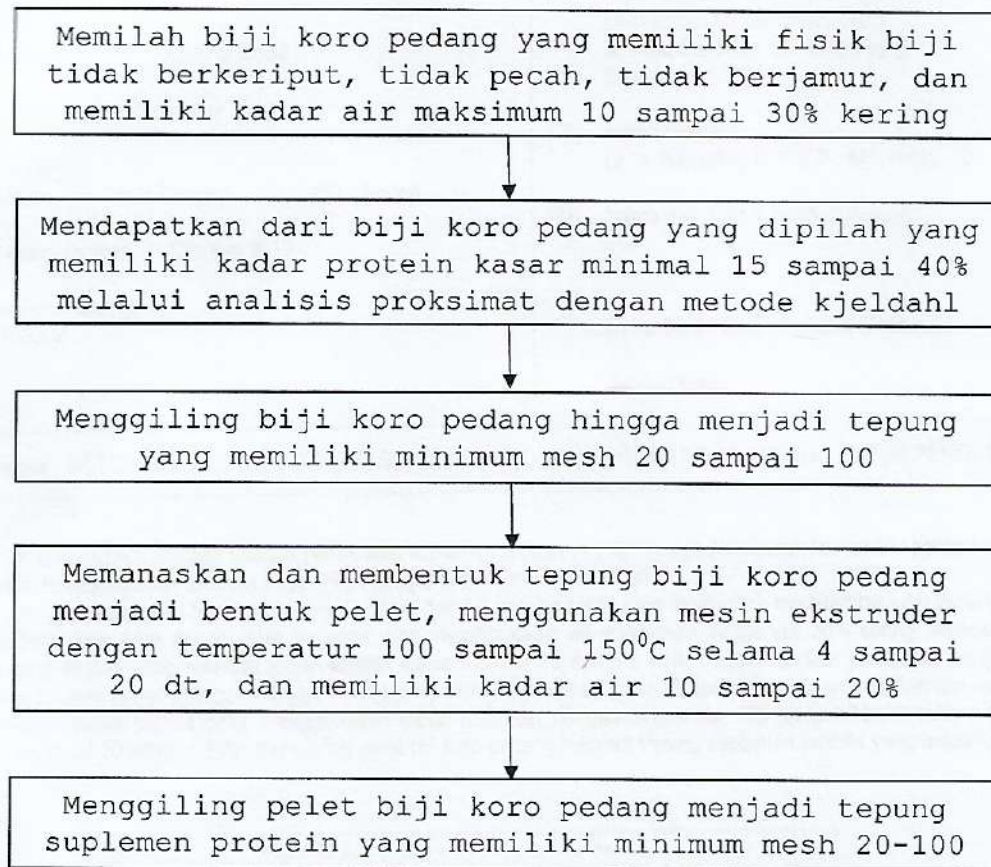 Memilah biji koro pedang yang memiliki fisik biji
tidak berkeriput, tidak pecah, tidak berjamur, dan
memiliki kadar air maksimum 10 sampai 30% kering
Mendapatkan dari biji koro pedang yang dipilah yang
memiliki kadar protein kasar minimal 15 sampai 40%
melalui analisis proksimat dengan metode kjeldahl
Menggiling biji koro pedang hingga menjadi tepung
yang memiliki minimum mesh 20 sampai 100
Memanaskan dan membentuk tepung biji koro pedang
menjadi bentuk pelet, menggunakan mesin ekstruder
dengan temperatur 100 sampai 150⁰C selama 4 sampai
20 dt, dan memiliki kadar air 10 sampai 20%
Menggiling pelet biji koro pedang menjadi tepung
suplemen protein yang memiliki minimum mesh 20-100